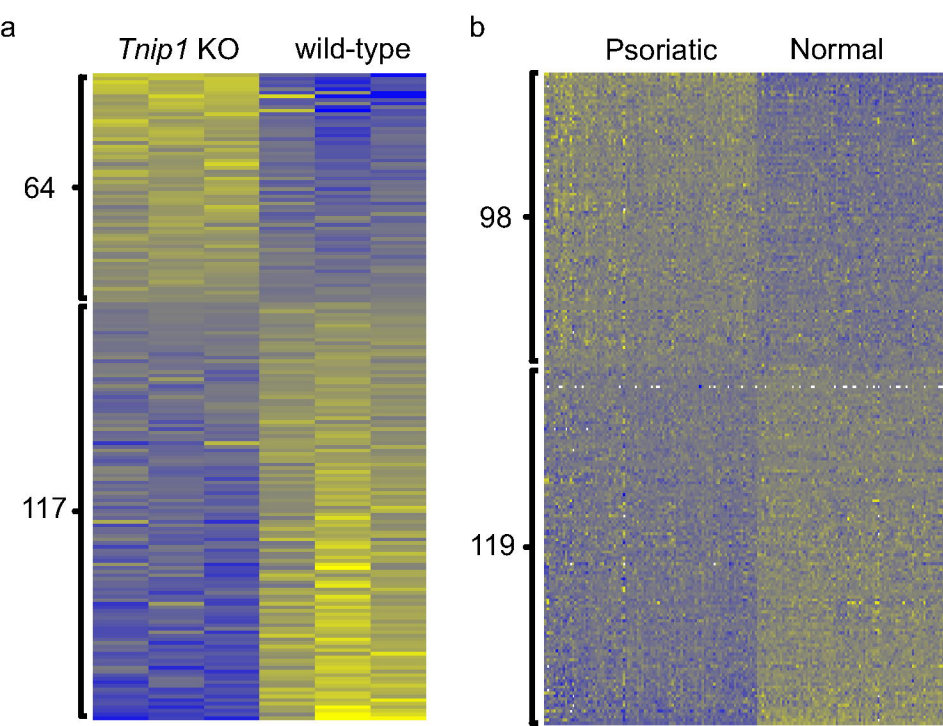 a
b
Tnip1 KO
wild-type
Psoriatic
Normal
64
98
117
119